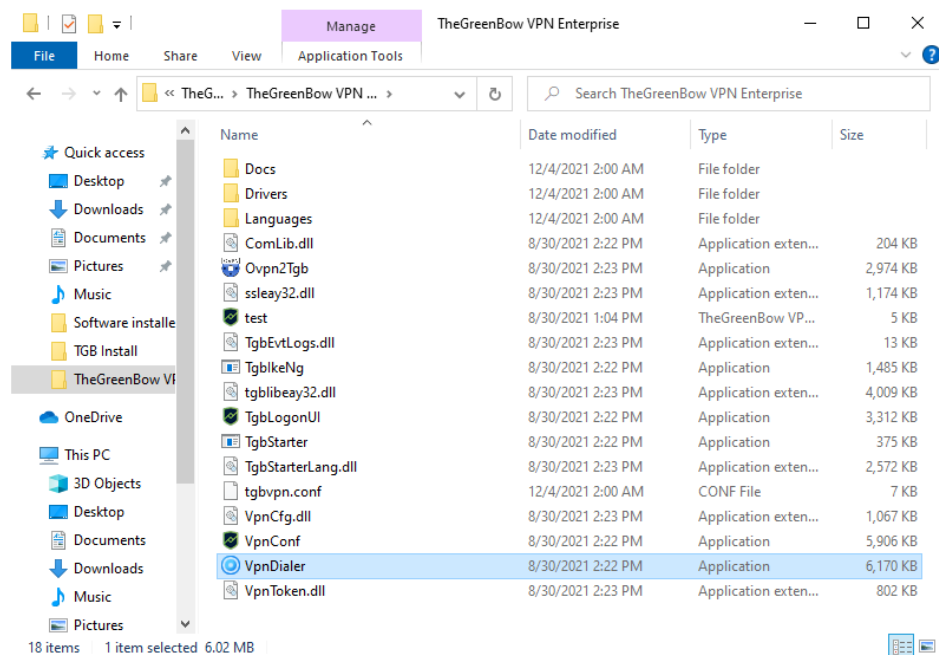 Manage TheGreenBow VPN Enterprise
File Home Share View Application Tools
« TheG... › TheGreenBow VPN ... › Search TheGreenBow VPN Enterprise
Name Date modified Type Size
Quick access
Desktop
Downloads
Documents
Pictures
Music
Software installe
TGB Install
TheGreenBow VP
OneDrive
This PC
3D Objects
Desktop
Documents
Downloads
Music
Pictures
Docs 12/4/2021 2:00 AM File folder
Drivers 12/4/2021 2:00 AM File folder
Languages 12/4/2021 2:00 AM File folder
ComLib.dll 8/30/2021 2:22 PM Application exten... 204 KB
Ovpn2Tgb 8/30/2021 2:23 PM Application 2,974 KB
ssleay32.dll 8/30/2021 2:23 PM Application exten... 1,174 KB
test 8/30/2021 1:04 PM TheGreenBow VP... 5 KB
TgbEvtLogs.dll 8/30/2021 2:23 PM Application exten... 13 KB
TgbIkeNg 8/30/2021 2:22 PM Application 1,485 KB
tgblibeay32.dll 8/30/2021 2:23 PM Application exten... 4,009 KB
TgbLogonUI 8/30/2021 2:22 PM Application 3,312 KB
TgbStarter 8/30/2021 2:22 PM Application 375 KB
TgbStarterLang.dll 8/30/2021 2:23 PM Application exten... 2,572 KB
tgbvpn.conf 12/4/2021 2:00 AM CONF File 7 KB
VpnCfg.dll 8/30/2021 2:23 PM Application exten... 1,067 KB
VpnConf 8/30/2021 2:22 PM Application 5,906 KB
VpnDialer 8/30/2021 2:22 PM Application 6,170 KB
VpnToken.dll 8/30/2021 2:23 PM Application exten... 802 KB
18 items 1 item selected 6.02 MB